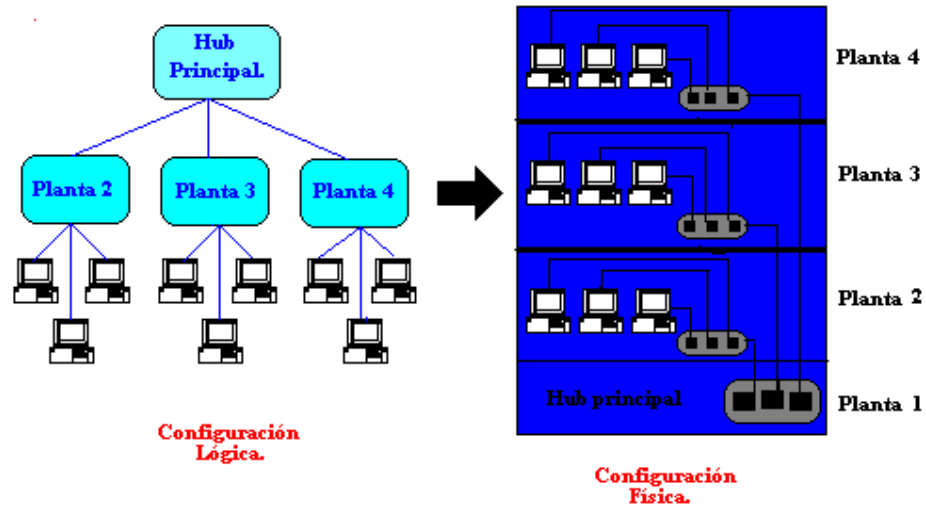 Hub
Principal.
Planta 2
Planta 3
Planta 4
Configuración
Lógica.
Planta 4
Planta 3
Planta 2
Hub principal
Planta 1
Configuración
Física.